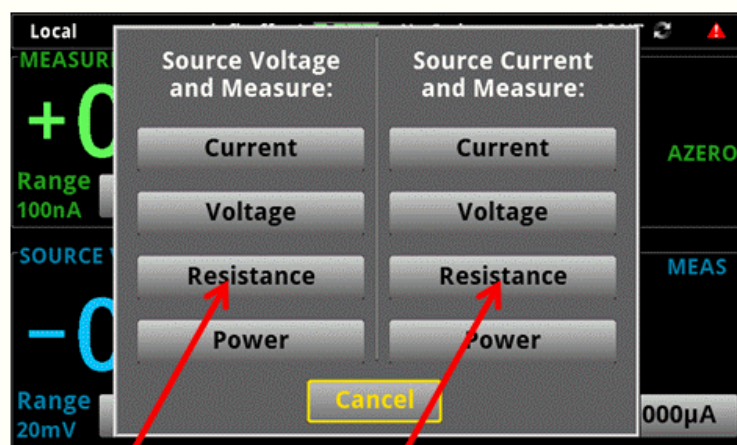 Local
MEASUR
+0
Range
100nA
AZERO
Source Voltage
and Measure:
Current
Voltage
Resistance
Power
Source Current
and Measure:
Current
Voltage
Resistance
Power
Cancel
SOURCE
-0
Range
20mV
MEAS
000µA